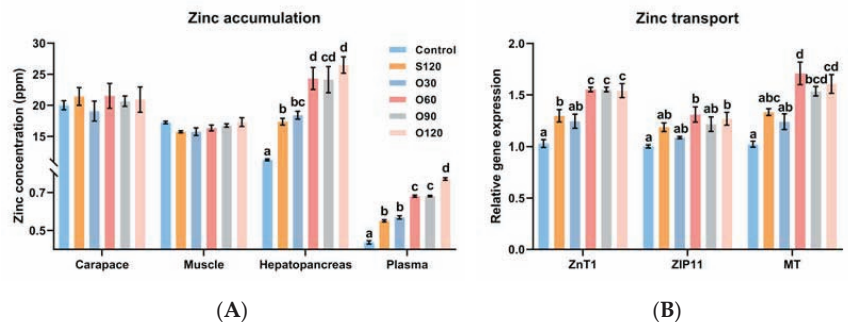 Zinc accumulation
Zinc concentration (ppm)
30
25
20
15
0.7
0.5
a
b
bc
d
cd
d
a
b
b
c
c
d
Control
S120
O30
O60
O90
O120
Carapace Muscle Hepatopancreas Plasma
(A)
Zinc transport
Relative gene expression
2.0
1.5
1.0
0.5
0.0
a
b
ab
c
c
c
a
ab
ab
b
ab
b
a
abc
ab
d
bcd
cd
ZnT1 ZIP11 MT
(B)